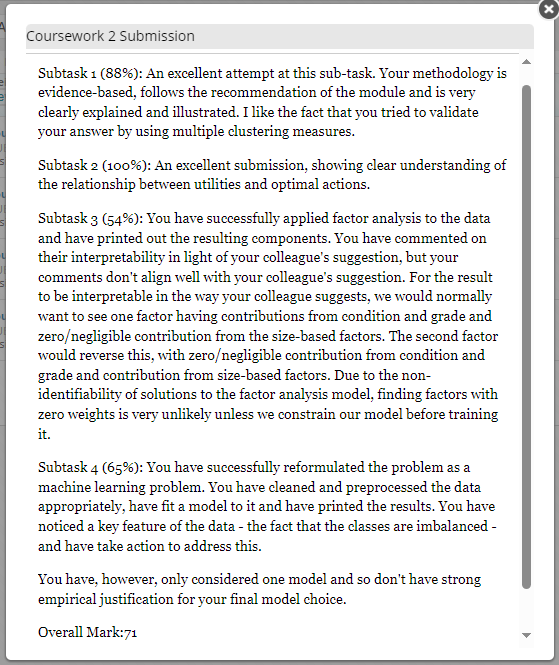 Coursework 2 Submission
Subtask 1 (88%): An excellent attempt at this sub-task. Your methodology is
evidence-based, follows the recommendation of the module and is very
clearly explained and illustrated. I like the fact that you tried to validate
your answer by using multiple clustering measures.
Subtask 2 (100%): An excellent submission, showing clear understanding of
the relationship between utilities and optimal actions.
Subtask 3 (54%): You have successfully applied factor analysis to the data
and have printed out the resulting components. You have commented on
their interpretability in light of your colleague's suggestion, but your
comments don't align well with your colleague's suggestion. For the result
to be interpretable in the way your colleague suggests, we would normally
want to see one factor having contributions from condition and grade and
zero/negligible contribution from the size-based factors. The second factor
would reverse this, with zero/negligible contribution from condition and
grade and contribution from size-based factors. Due to the non-
identifiability of solutions to the factor analysis model, finding factors with
zero weights is very unlikely unless we constrain our model before training
it.
Subtask 4 (65%): You have successfully reformulated the problem as a
machine learning problem. You have cleaned and preprocessed the data
appropriately, have fit a model to it and have printed the results. You have
noticed a key feature of the data - the fact that the classes are imbalanced -
and have take action to address this.
You have, however, only considered one model and so don't have strong
empirical justification for your final model choice.
Overall Mark:71